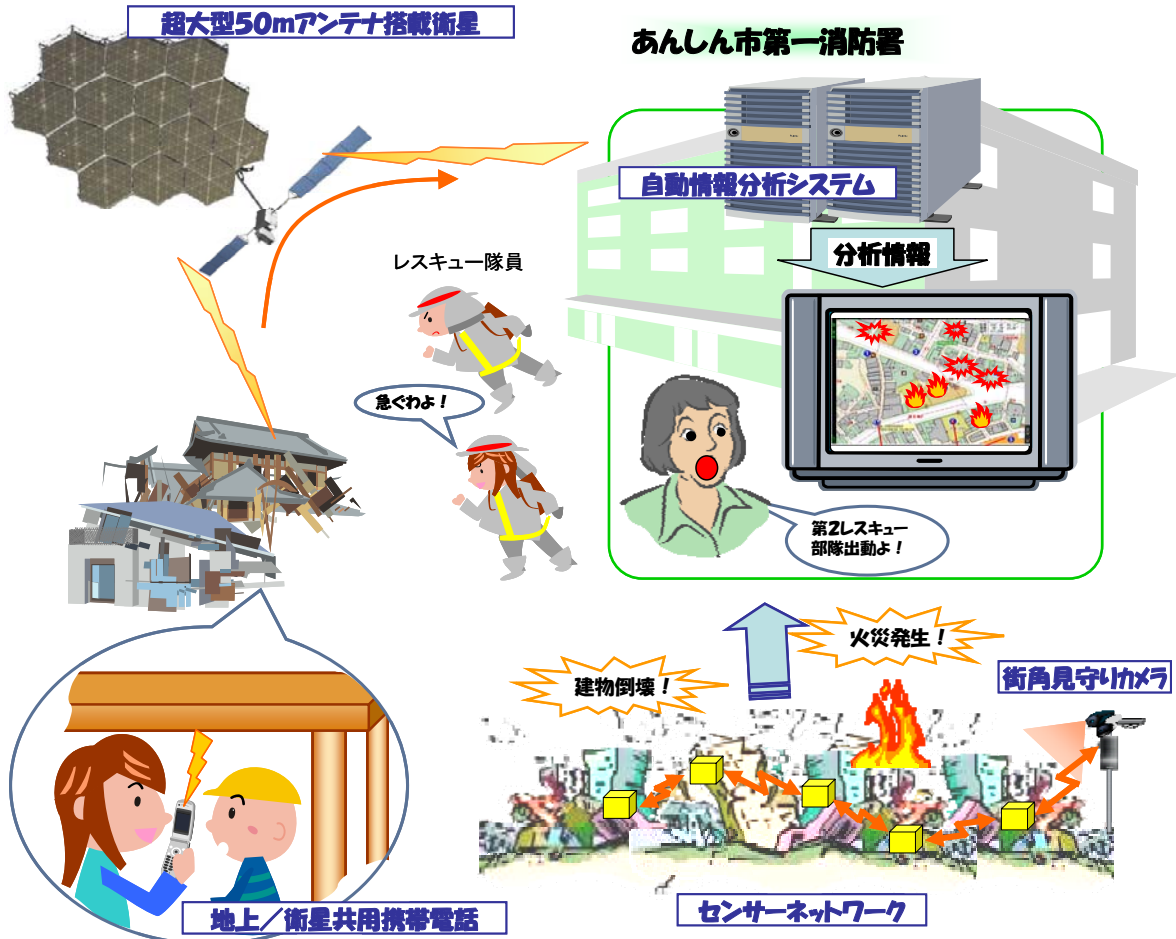 超大型50mアンテナ搭載衛星
あんしん市第一消防署
自動情報分析システム
分析情報
レスキュー隊員
急ぐわよ！
第2レスキュー
部隊出動よ！
火災発生！
建物倒壊！
街角見守りカメラ
地上／衛星共用携帯電話
センサーネットワーク